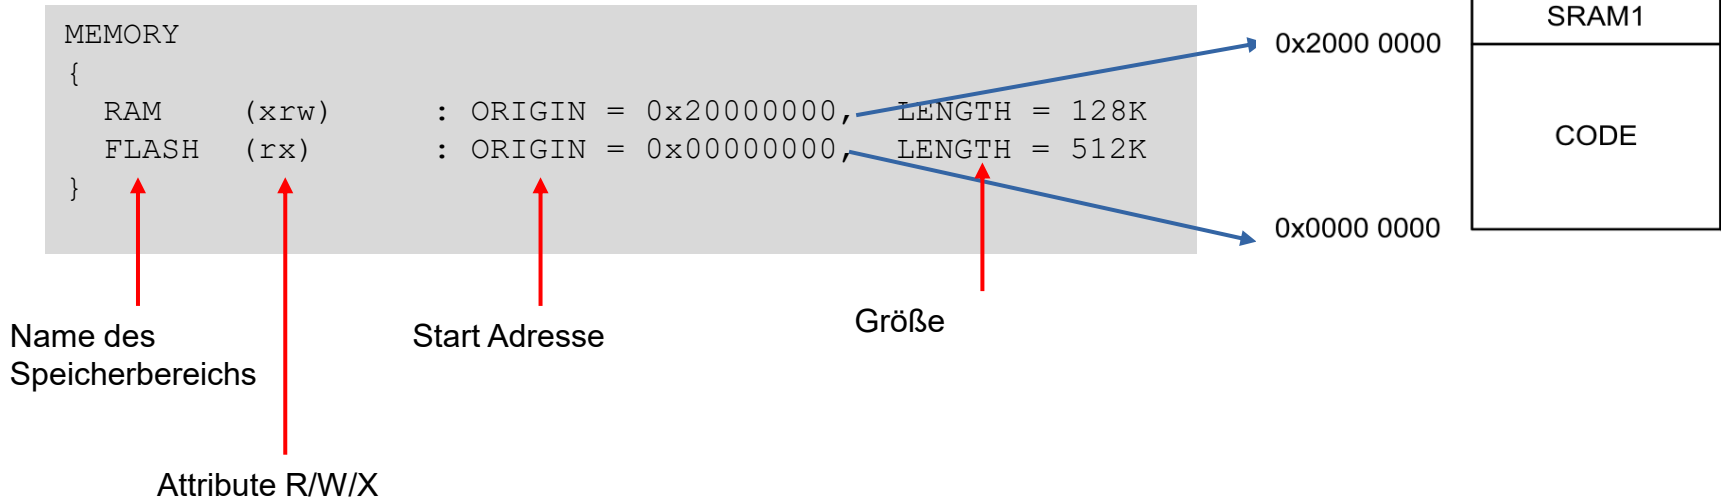 MEMORY
{
RAM (xrw) : ORIGIN = 0x20000000, LENGTH = 128K
FLASH (rx) : ORIGIN = 0x00000000, LENGTH = 512K
}
Name des
Speicherbereichs
Attribute R/W/X
Start Adresse
Größe
SRAM1
0x2000 0000
CODE
0x0000 0000